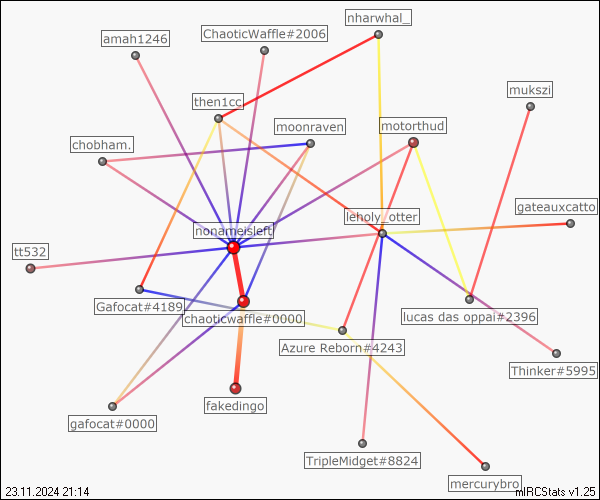 nharwhal_
amah1246
ChaoticWaffle#2006
mukszi
then1cc
moonraven
motorthud
chobham.
gateauxcatto
leholy_otter
nonameisleft
tt532
Gafocat#4189
chaoticwaffle#0000
lucas das oppai#2396
Azure Reborn#4243
Thinker#5995
fakedingo
gafocat#0000
TripleMidget#8824
mercurybro
23.11.2024 21:14
mIRCStats v1.25